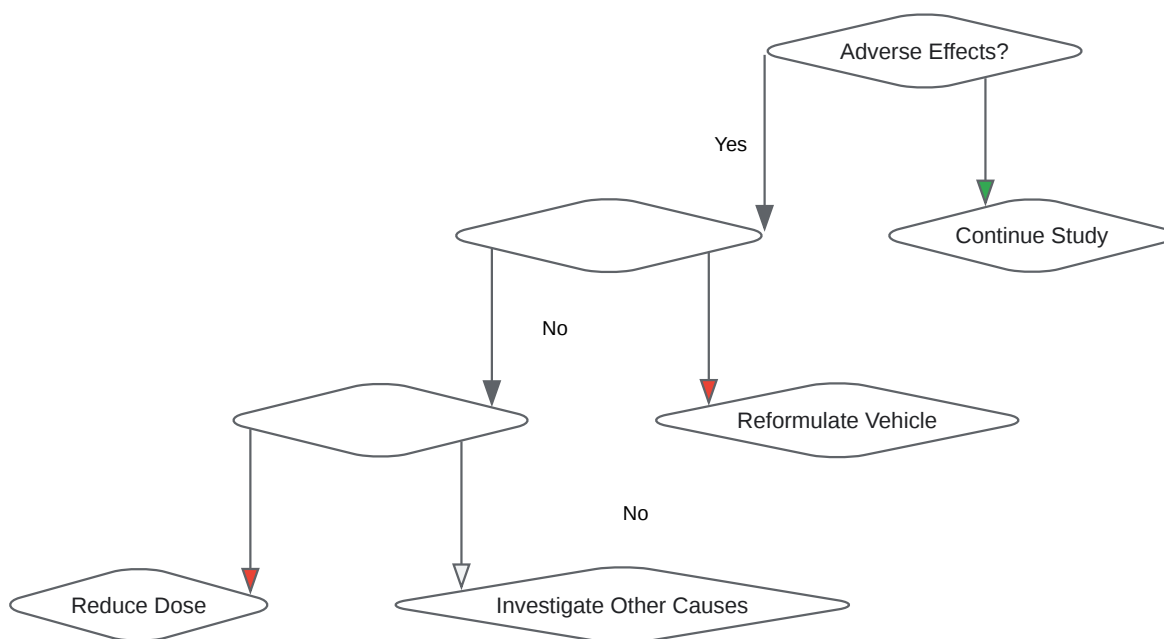 Adverse Effects?
Yes
Continue Study
No
Reformulate Vehicle
No
Reduce Dose
Investigate Other Causes